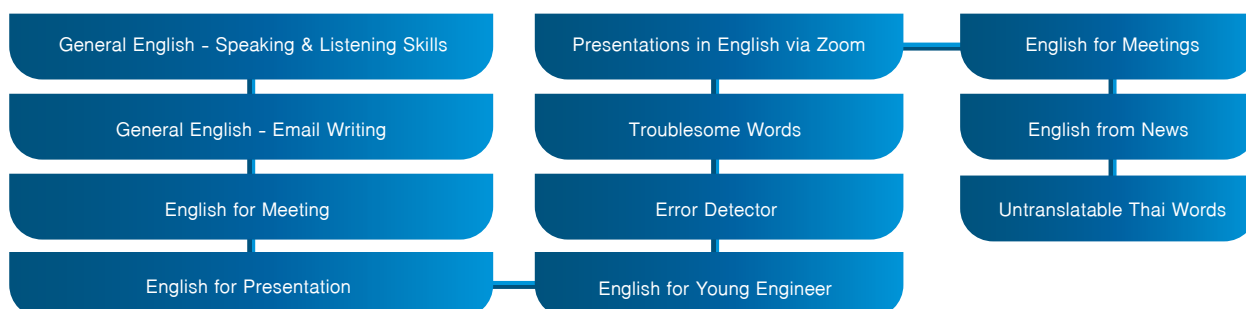 General English - Speaking & Listening Skills
General English - Email Writing
English for Meeting
English for Presentation
English for Young Engineer
Error Detector
Troublesome Words
Presentations in English via Zoom
English for Meetings
English from News
Untranslatable Thai Words